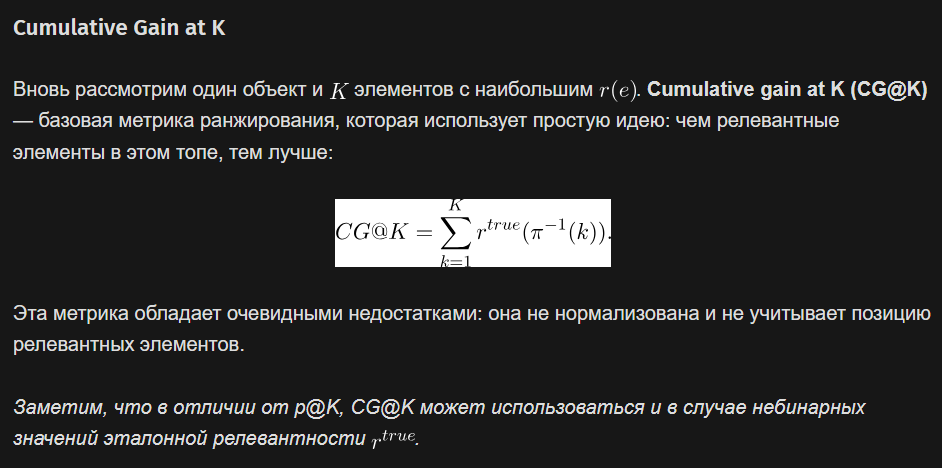 Cumulative Gain at K
Вновь рассмотрим один объект и K элементов с наибольшим r(e). Cumulative gain at K (CG@K)
— базовая метрика ранжирования, которая использует простую идею: чем релевантные
элементы в этом топе, тем лучше:
CG@K = \sum_{k=1}^{K} r^{true}(π^{-1}(k)).
Эта метрика обладает очевидными недостатками: она не нормализована и не учитывает позицию
релевантных элементов.
Заметим, что в отличии от p@K, CG@K может использоваться и в случае небинарных
значений эталонной релевантности r^{true}.